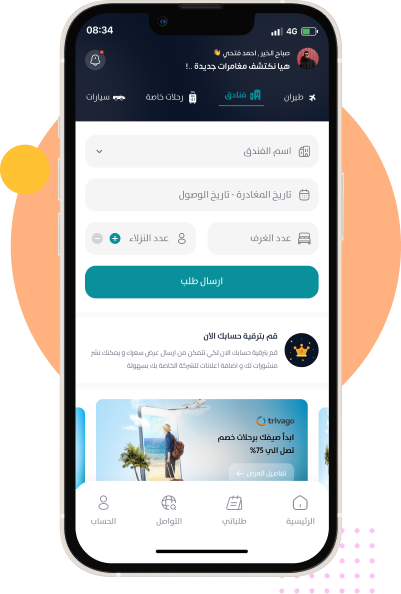 08:34
4G
صباح الخير , احمد فتحي 👋
هيا نكتشف مغامرات جديدة ..!
طيران
فنادق
رحلات خاصة
سيارات
اسم الفندق
تاريخ المغادرة - تاريخ الوصول
عدد الغرف
عدد النزلاء
ارسال طلب
قم بترقية حسابك الان
قم بترقية حسابك الان لكي تتمكن من ارسال عرض سعرك و يمكنك نشر
منشورات لك و اضافة اعلانات للشركة الخاصة بك بسهولة
trivago
ابدأ صيفك برحلات خصم
تصل الي 75%
تفاصيل العرض
الرئيسية
طلباتي
التواصل
الحساب